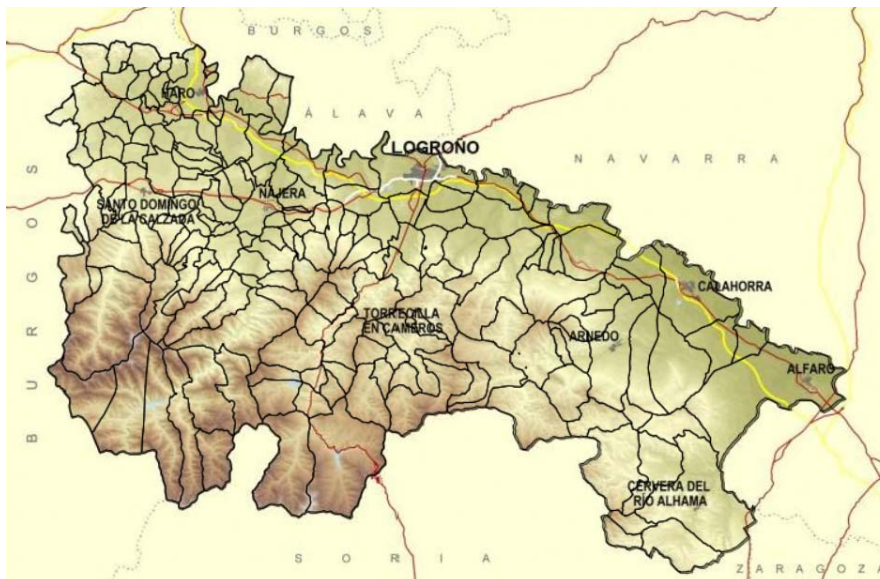 BURGOS
HARO
ÁLAVA
LOGROÑO
NAVARRA
BURGOS
SANTO DOMINGO
DE LA CALZADA
NÁJERA
CALAHORRA
TORRECILLA
EN CAMEROS
ARNEDO
ALFARO
CERVERA DEL
RÍO ALHAMA
SORIA
ZARAGOZA